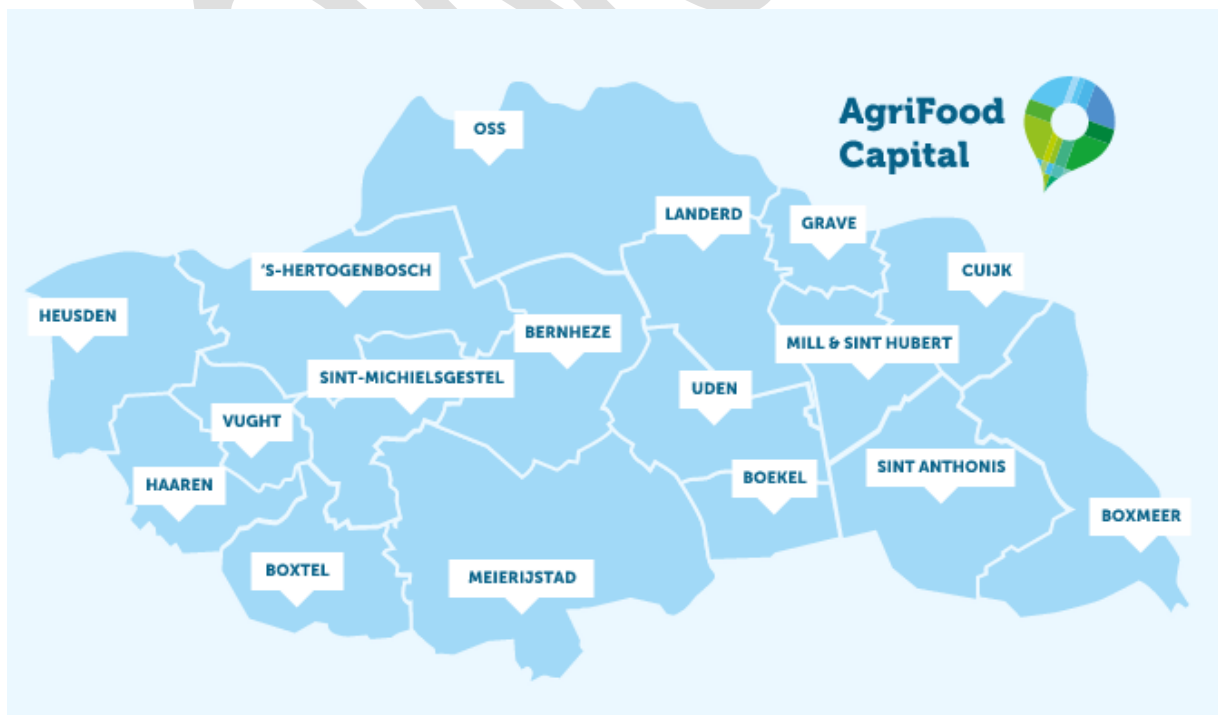 OSS
AgriFood
Capital
LANDERD
GRAVE
'S-HERTOGENBOSCH
CUIJK
HEUSDEN
BERNHEZE
MILL & SINT HUBERT
SINT-MICHIELSGESTEL
UDEN
VUGHT
SINT ANTHONIS
BOEKEL
HAAREN
BOXMEER
BOXTEL
MEIERIJSTAD